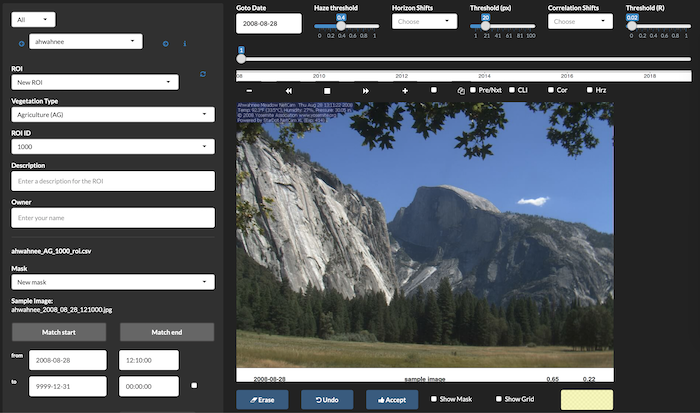 All
ahwahnee
ROI
New ROI
Vegetation Type
Agriculture (AG)
ROI ID
1000
Description
Enter a description for the ROI
Owner
Enter your name
ahwahnee_AG_1000_roi.csv
Mask
New mask
Sample Image:
ahwahnee_2008_08_28_121000.jpg
Match start
Match end
from
2008-08-28
12:10:00
to
9999-12-31
00:00:00
Goto Date
2008-08-28
Haze threshold
0.4
0 0.2 0.4 0.6 0.8 1
Horizon Shifts
Choose
Threshold (px)
20
1 21 41 61 81 100
Correlation Shifts
Choose
Threshold (R)
0.02
0 0.2 0.4 0.6 0.8 1
1
08 2010 2012 2014 2016 2018
Pre/Nxt
CLI
Cor
Hrz
Ahwahnee Meadow NetCam Thu Aug 28
2008 Yosemite Association www.yosemite.org
Powered by StarDot NetCam XL
2008-08-28 sample image 0.65 0.22
Erase
Undo
Accept
Show Mask
Show Grid